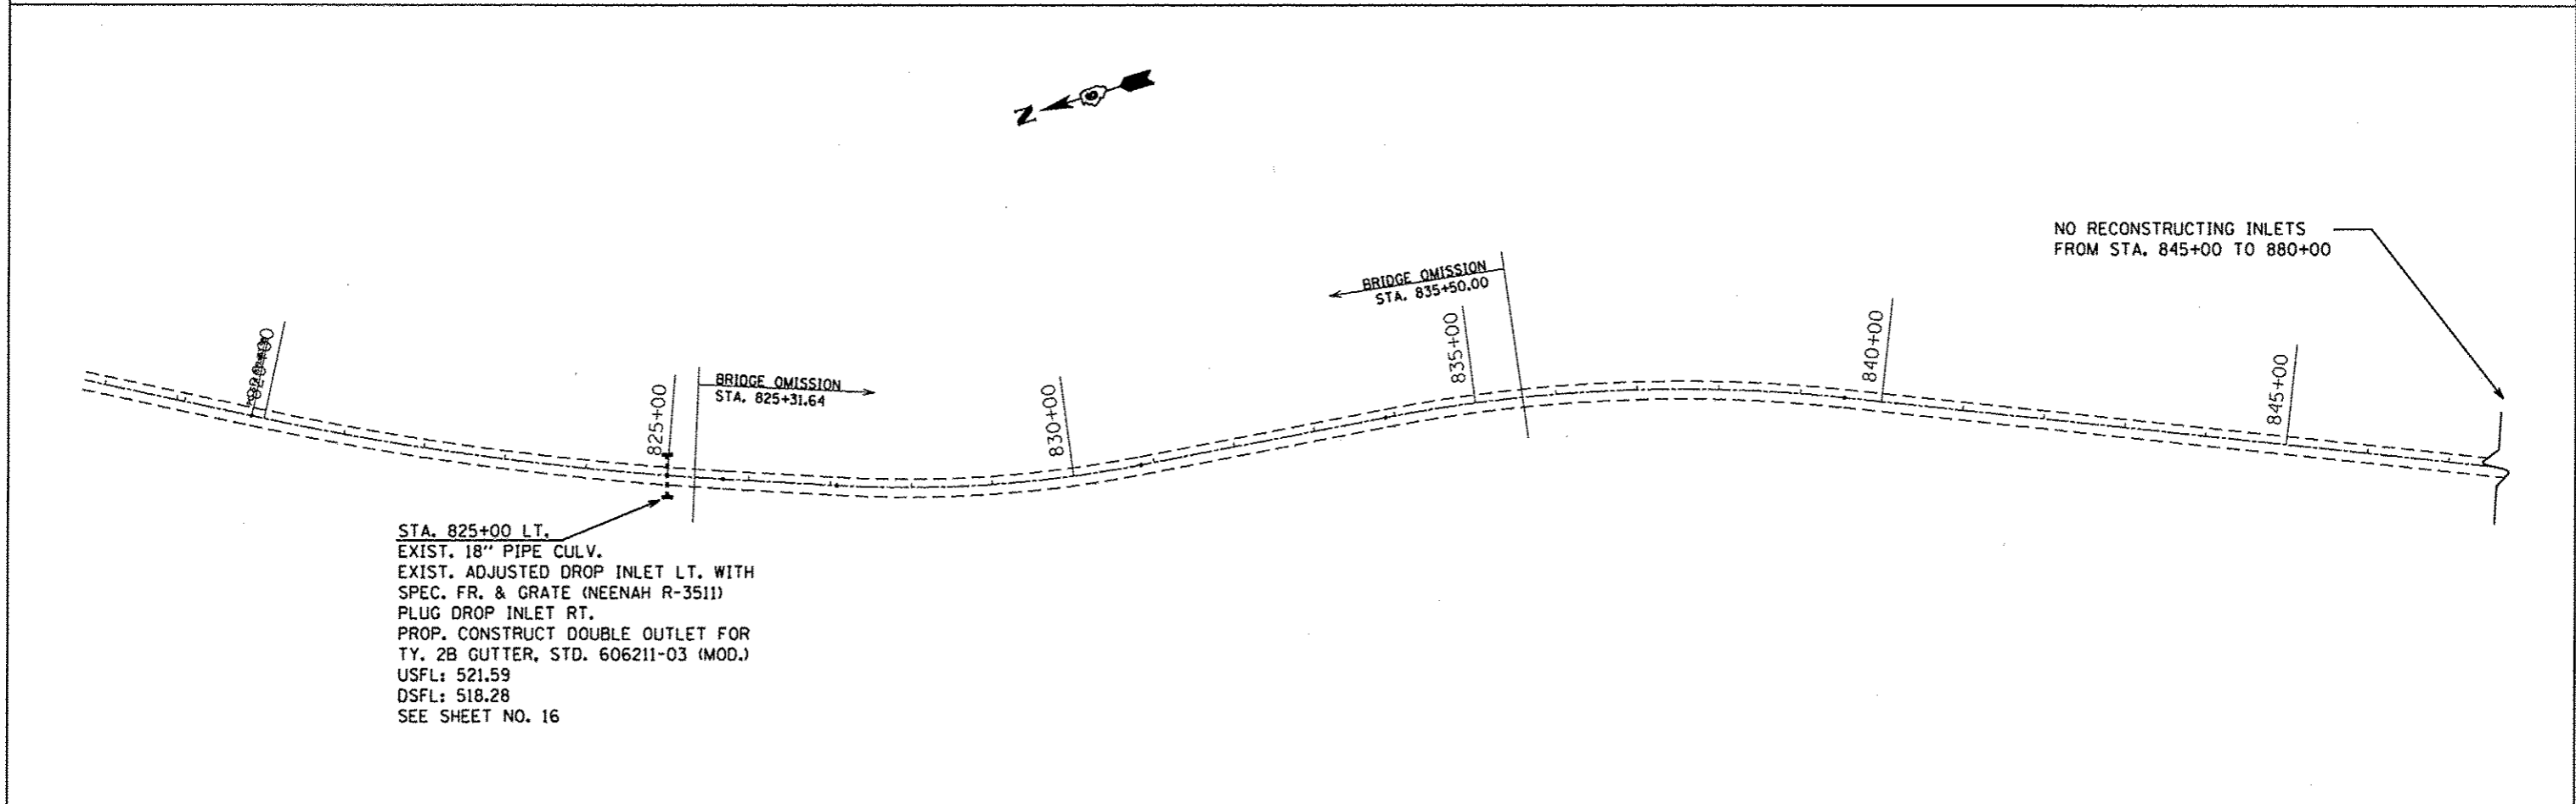 N
NO RECONSTRUCTING INLETS
FROM STA. 845+00 TO 880+00
BRIDGE OMISSION
STA. 835+50.00
835+00
840+00
845+00
825+00
BRIDGE OMISSION
STA. 825+31.64
830+00
STA. 825+00 LT.
EXIST. 18" PIPE CULV.
EXIST. ADJUSTED DROP INLET LT. WITH
SPEC. FR. & GRATE (NEENAH R-3511)
PLUG DROP INLET RT.
PROP. CONSTRUCT DOUBLE OUTLET FOR
TY. 2B GUTTER, STD. 606211-03 (MOD.)
USFL: 521.59
DSFL: 518.28
SEE SHEET NO. 16